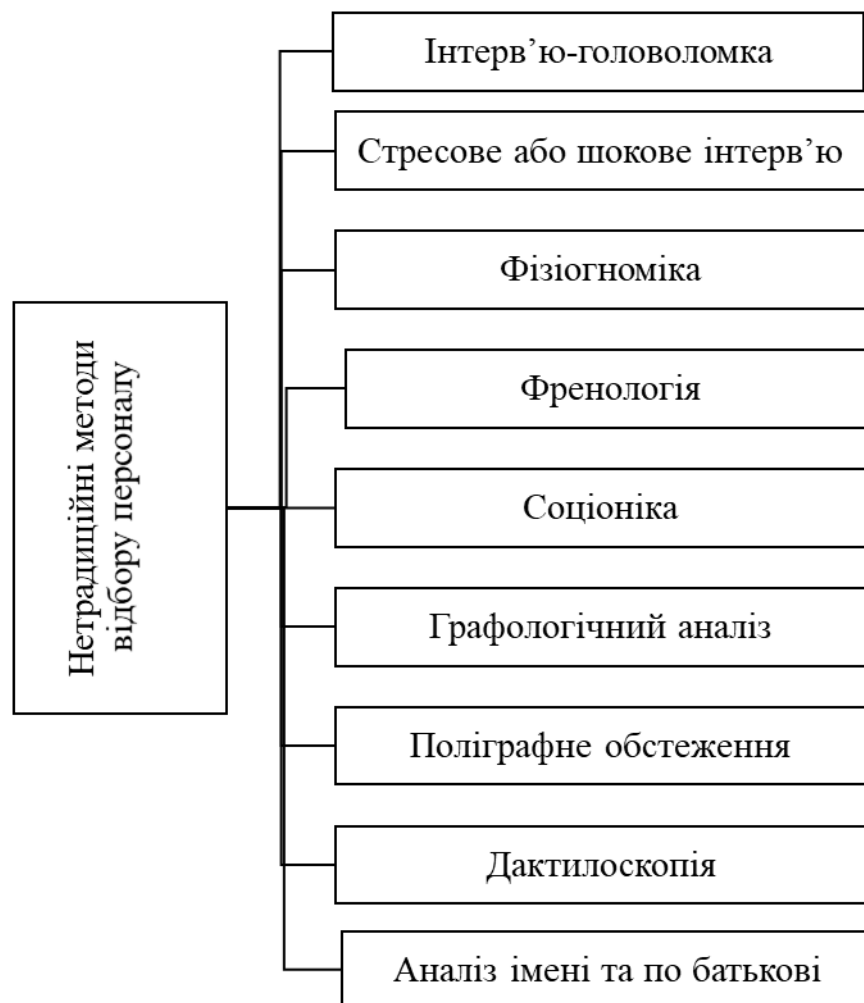 Інтерв’ю-головоломка
Стресове або шокове інтерв’ю
Фізіогноміка
Френологія
Нетрадиційні методи
відбору персоналу
Соціоніка
Графологічний аналіз
Поліграфне обстеження
Дактилоскопія
Аналіз імені та по батькові